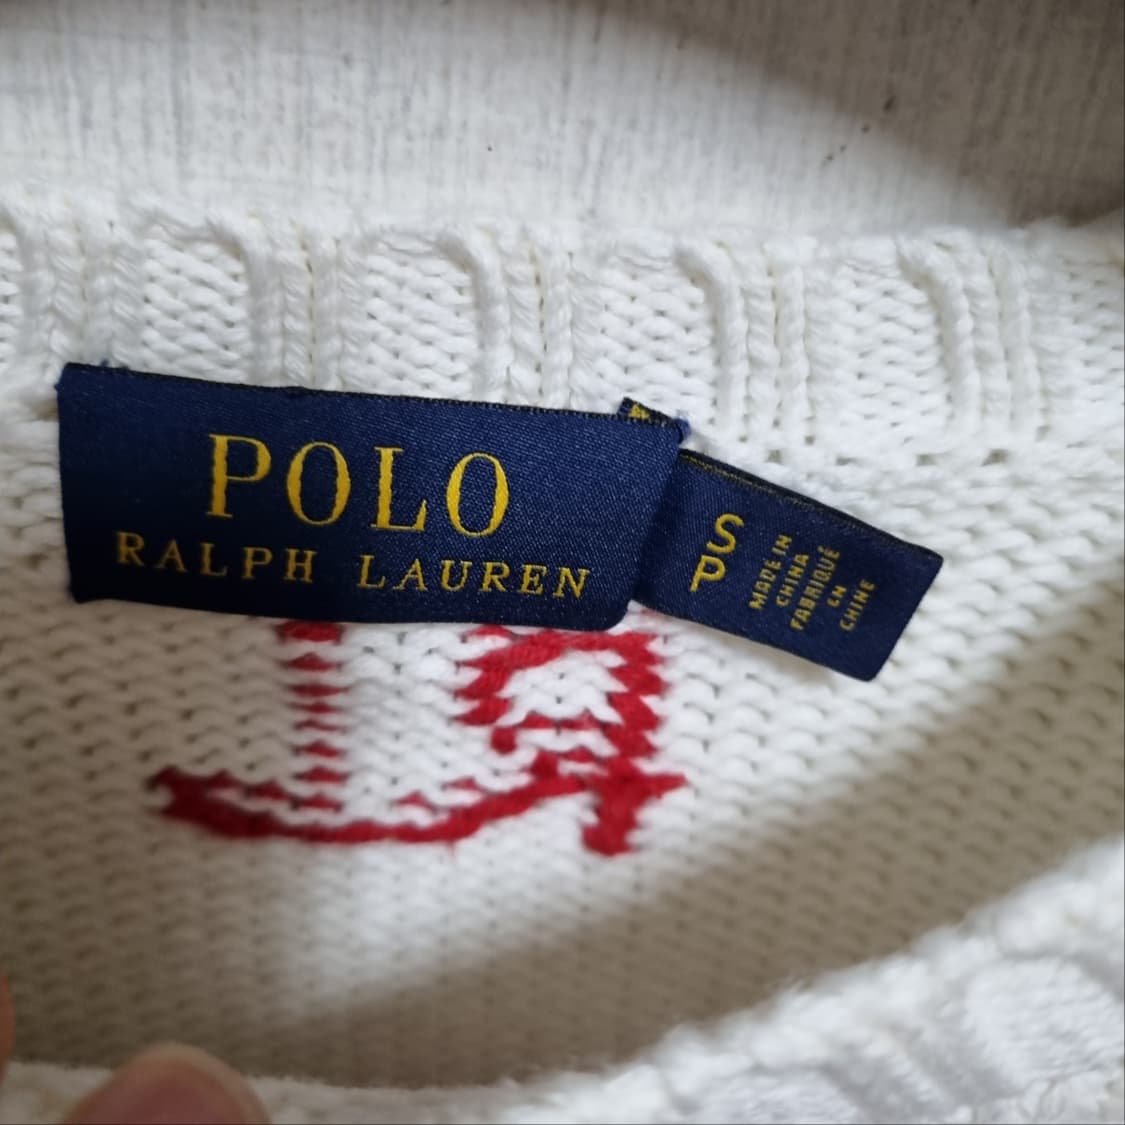 POLO
RALPH LAUREN
S
P
MADE IN
CHINA
FABRIQUÉ
EN
CHINE